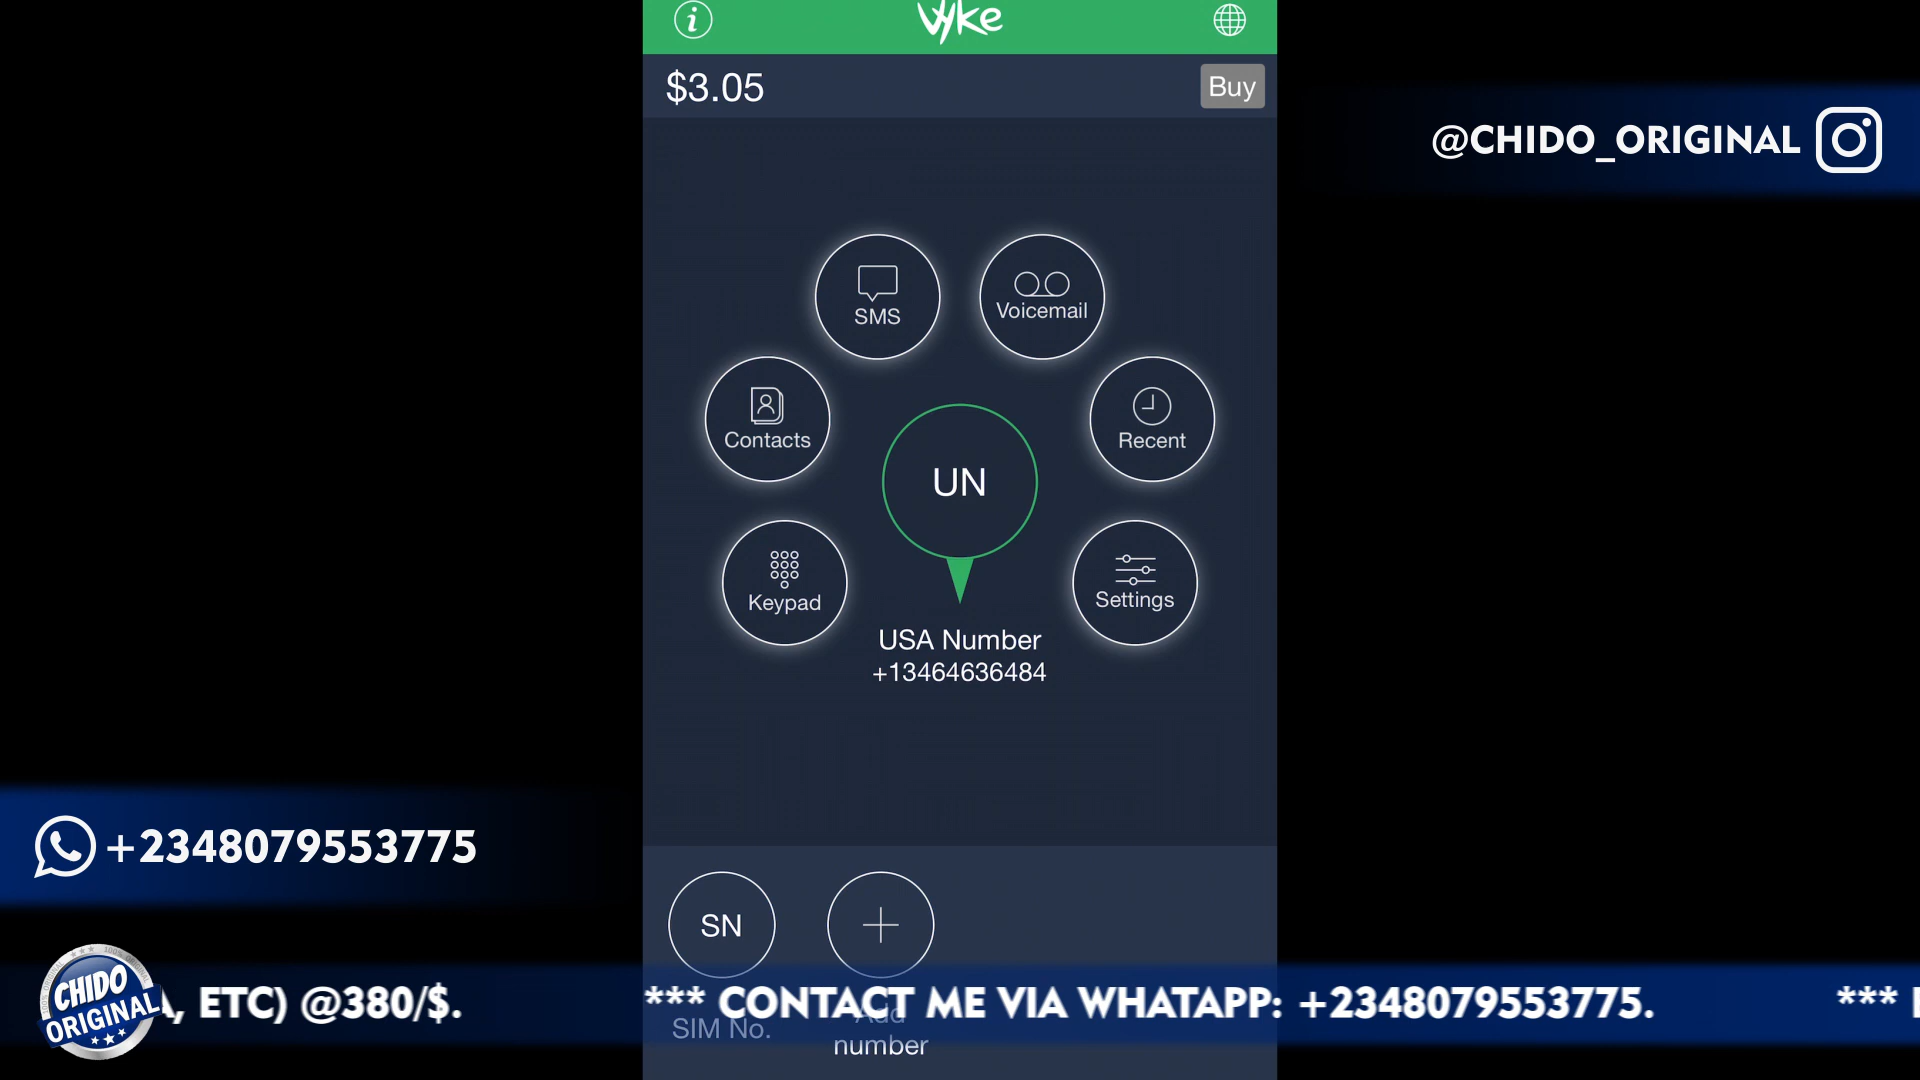 Vyke
$3.05
Buy
@CHIDO_ORIGINAL
SMS
Voicemail
Contacts
Recent
UN
Keypad
Settings
USA Number
+13464636484
+2348079553775
SN
CHIDO
ORIGINAL
A, ETC) @380/$.
*** CONTACT ME VIA WHATAPP: +2348079553775.
***
SIM No.
Add
number